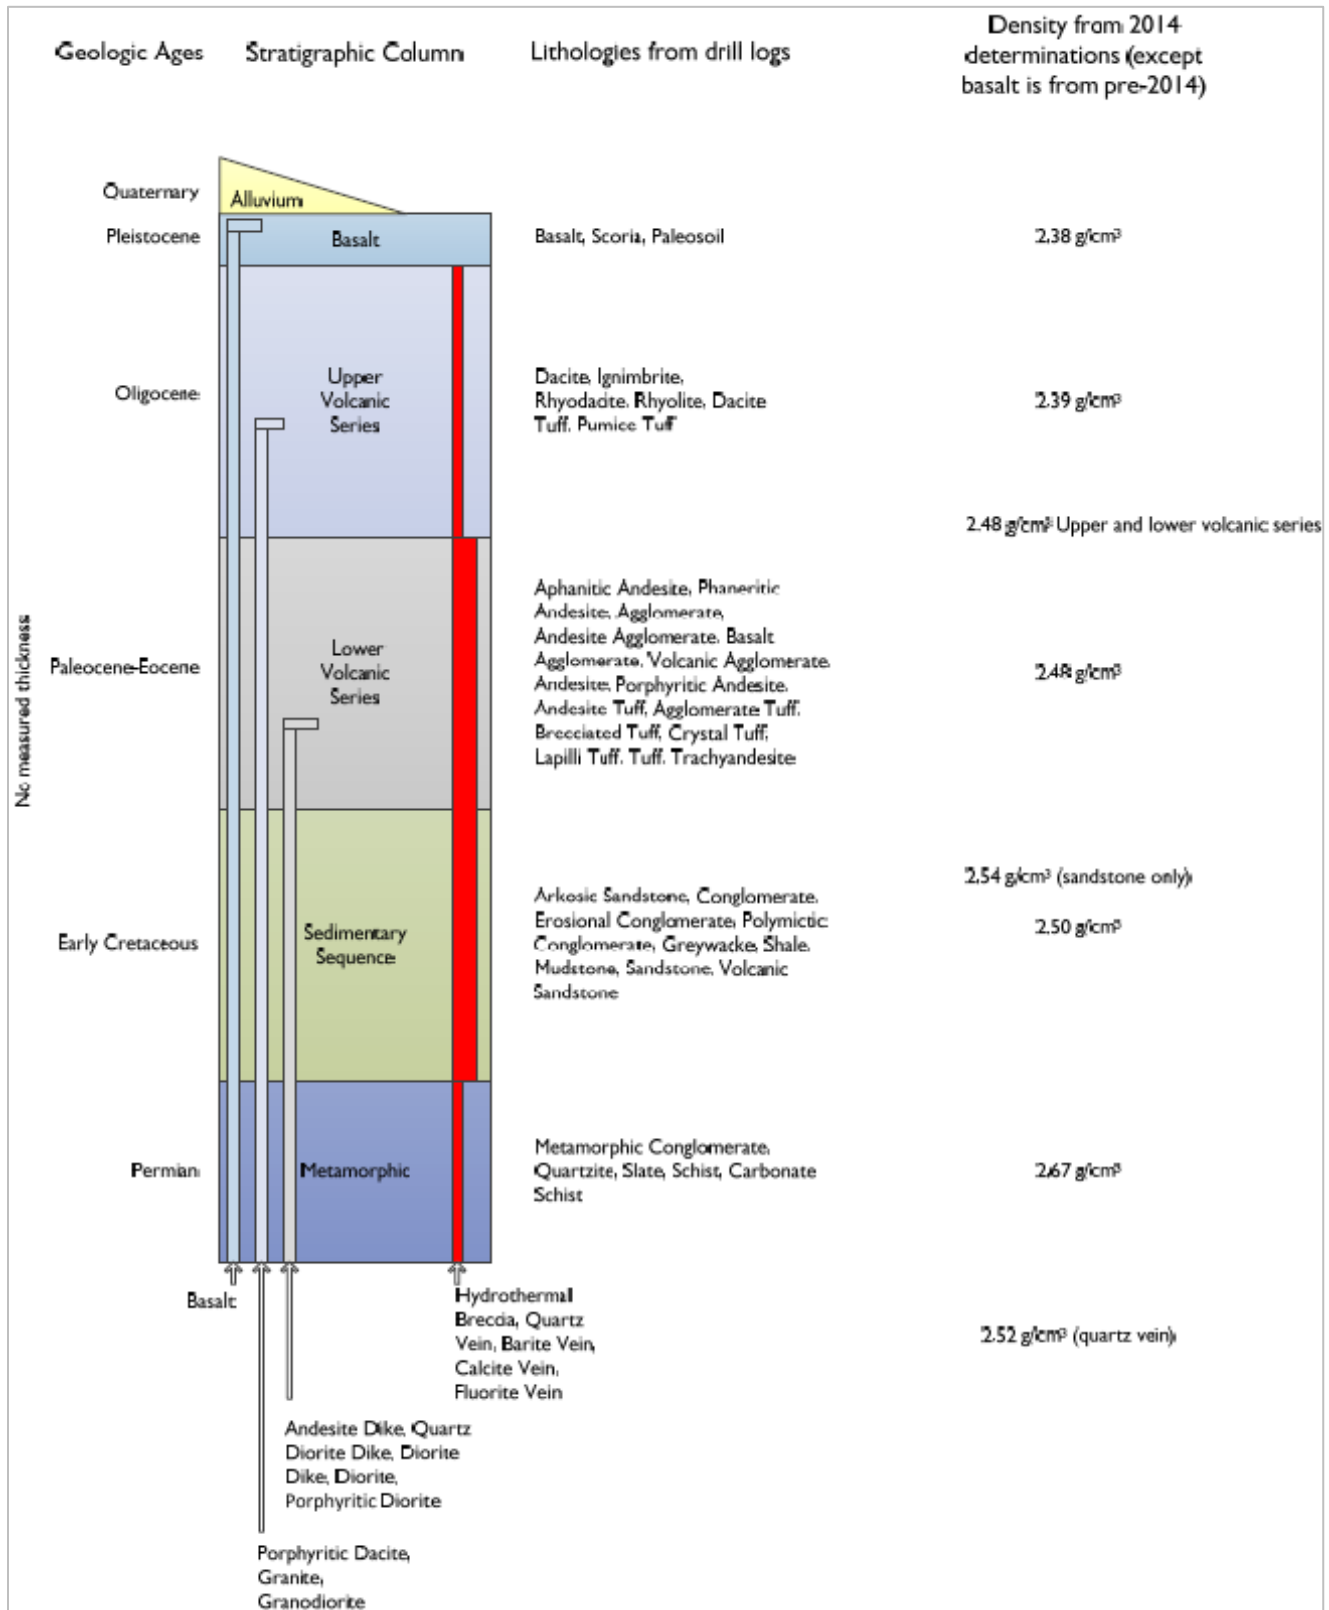 Geologic Ages
Stratigraphic Column
Lithologies from drill logs
Density from 2014
determinations (except
basalt is from pre-2014)
Quaternary
Alluvium
Pleistocene
Basalt
Basalt, Scoria, Paleosoil
2.38 g/cm³
Oligocene
Upper
Volcanic
Series
Dacite, Ignimbrite,
Rhyodacite, Rhyolite, Dacite
Tuff, Pumice Tuff
2.39 g/cm³
2.48 g/cm³ Upper and lower volcanic series
No measured thickness
Paleocene-Eocene
Lower
Volcanic
Series
Aphanitic Andesite, Phaneritic
Andesite, Agglomerate,
Andesite Agglomerate, Basalt
Agglomerate, Volcanic Agglomerate,
Andesite, Porphyritic Andesite,
Andesite Tuff, Agglomerate Tuff,
Brecciated Tuff, Crystal Tuff,
Lapilli Tuff, Tuff, Trachyandesite
2.48 g/cm³
Early Cretaceous
Sedimentary
Sequence
Arkosic Sandstone, Conglomerate,
Erosional Conglomerate, Polymictic
Conglomerate, Greywacke, Shale,
Mudstone, Sandstone, Volcanic
Sandstone
2.54 g/cm³ (sandstone only)
2.50 g/cm³
Permian
Metamorphic
Metamorphic Conglomerate,
Quartzite, Slate, Schist, Carbonate
Schist
2.67 g/cm³
Basalt
Hydrothermal
Breccia, Quartz
Vein, Barite Vein,
Calcite Vein,
Fluorite Vein
2.52 g/cm³ (quartz vein)
Andesite Dike, Quartz
Diorite Dike, Diorite
Dike, Diorite,
Porphyritic Diorite
Porphyritic Dacite,
Granite,
Granodiorite